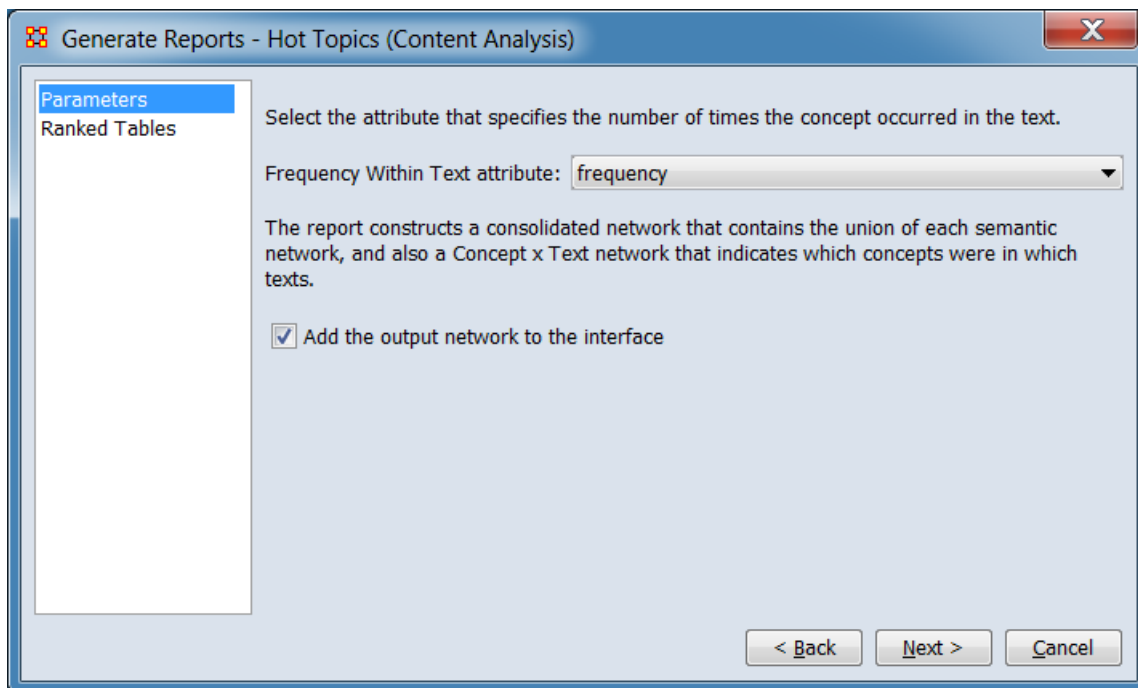 Generate Reports - Hot Topics (Content Analysis)
X
Parameters
Ranked Tables
Select the attribute that specifies the number of times the concept occurred in the text.
Frequency Within Text attribute: frequency
The report constructs a consolidated network that contains the union of each semantic
network, and also a Concept x Text network that indicates which concepts were in which
texts.
Add the output network to the interface
< Back Next > Cancel